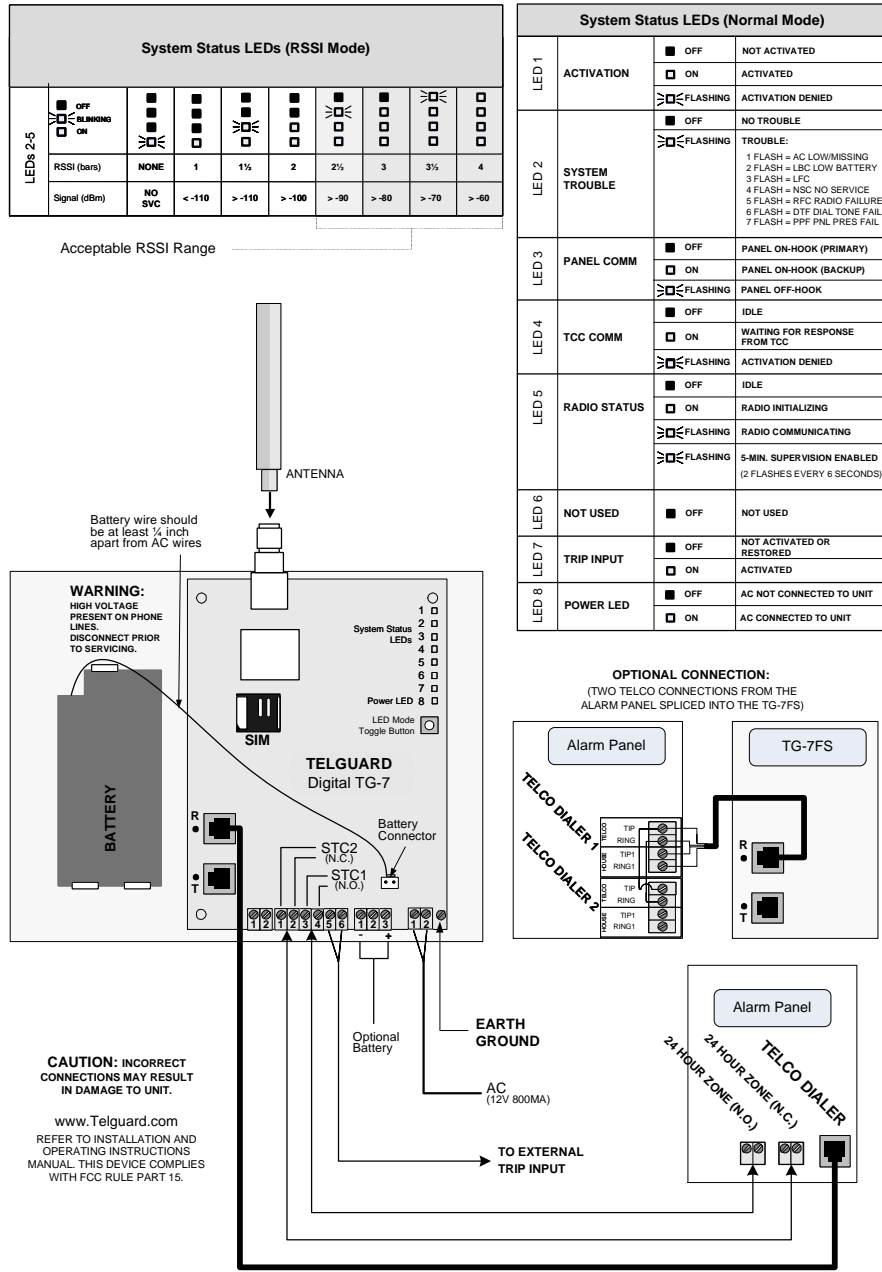 System Status LEDs (RSSI Mode)
LEDs 2-5
OFF
BLINKING
ON
RSSI (bars) NONE 1 1½ 2 2½ 3 3½ 4
Signal (dBm) NO SVC < -110 > -110 > -100 > -90 > -80 > -70 > -60
Acceptable RSSI Range
System Status LEDs (Normal Mode)
LED 1
ACTIVATION
OFF NOT ACTIVATED
ON ACTIVATED
FLASHING ACTIVATION DENIED
LED 2
SYSTEM
TROUBLE
OFF NO TROUBLE
FLASHING TROUBLE:
1 FLASH = AC LOW/MISSING
2 FLASH = LBC LOW BATTERY
3 FLASH = LFC
4 FLASH = NSC NO SERVICE
5 FLASH = RFC RADIO FAILURE
6 FLASH = DTF DIAL TONE FAIL
7 FLASH = PPF PNL PRES FAIL
LED 3
PANEL COMM
OFF PANEL ON-HOOK (PRIMARY)
ON PANEL ON-HOOK (BACKUP)
FLASHING PANEL OFF-HOOK
LED 4
TCC COMM
OFF IDLE
ON WAITING FOR RESPONSE
FROM TCC
FLASHING ACTIVATION DENIED
LED 5
RADIO STATUS
OFF IDLE
ON RADIO INITIALIZING
FLASHING RADIO COMMUNICATING
FLASHING 5-MIN. SUPERVISION ENABLED
(2 FLASHES EVERY 6 SECONDS)
LED 6
NOT USED
OFF NOT USED
LED 7
TRIP INPUT
OFF NOT ACTIVATED OR
RESTORED
ON ACTIVATED
LED 8
POWER LED
OFF AC NOT CONNECTED TO UNIT
ON AC CONNECTED TO UNIT
ANTENNA
Battery wire should
be at least ¼ inch
apart from AC wires
WARNING:
HIGH VOLTAGE
PRESENT ON PHONE
LINES.
DISCONNECT PRIOR
TO SERVICING.
BATTERY
System Status
LEDs
1
2
3
4
5
6
7
Power LED 8
LED Mode
Toggle Button
SIM
TELGUARD
Digital TG-7
R
T
Battery
Connector
STC2
(N.C.)
STC1
(N.O.)
1 2 1 2 3 4 5 6 1 2 3 1 2
- +
Optional
Battery
EARTH
GROUND
AC
(12V 800MA)
TO EXTERNAL
TRIP INPUT
CAUTION: INCORRECT
CONNECTIONS MAY RESULT
IN DAMAGE TO UNIT.
www.Telguard.com
REFER TO INSTALLATION AND
OPERATING INSTRUCTIONS
MANUAL. THIS DEVICE COMPLIES
WITH FCC RULE PART 15.
OPTIONAL CONNECTION:
(TWO TELCO CONNECTIONS FROM THE
ALARM PANEL SPLICED INTO THE TG-7FS)
Alarm Panel
TELCO DIALER 1
TELCO
TIP
RING
HOUSE
TIP1
RING1
TELCO DIALER 2
TELCO
TIP
RING
HOUSE
TIP1
RING1
TG-7FS
R
T
Alarm Panel
24 HOUR ZONE (N.O.)
24 HOUR ZONE (N.C.)
TELCO DIALER